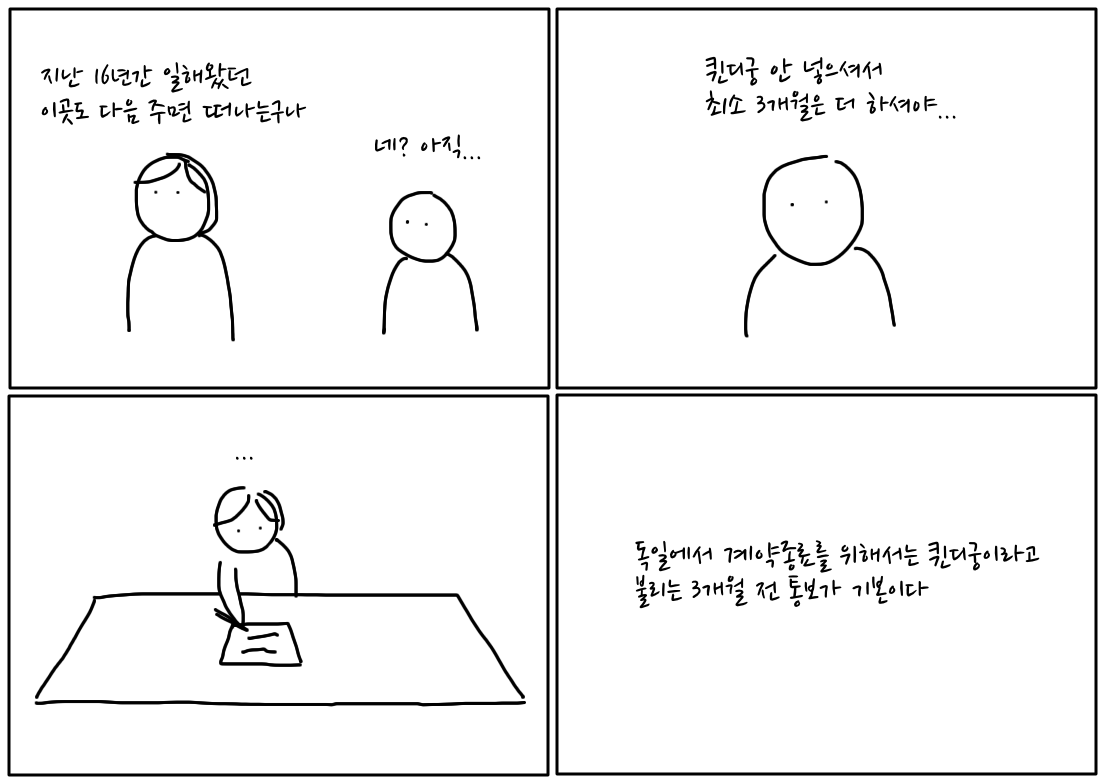 지난 16년간 일해왔던
이곳도 다음 주면 떠나는구나
네? 아직...
퀸디궁 안 넣으셔서
최소 3개월은 더 하셔야...
...
독일에서 계약종료를 위해서는 퀸디궁이라고
불리는 3개월 전 통보가 기본이다